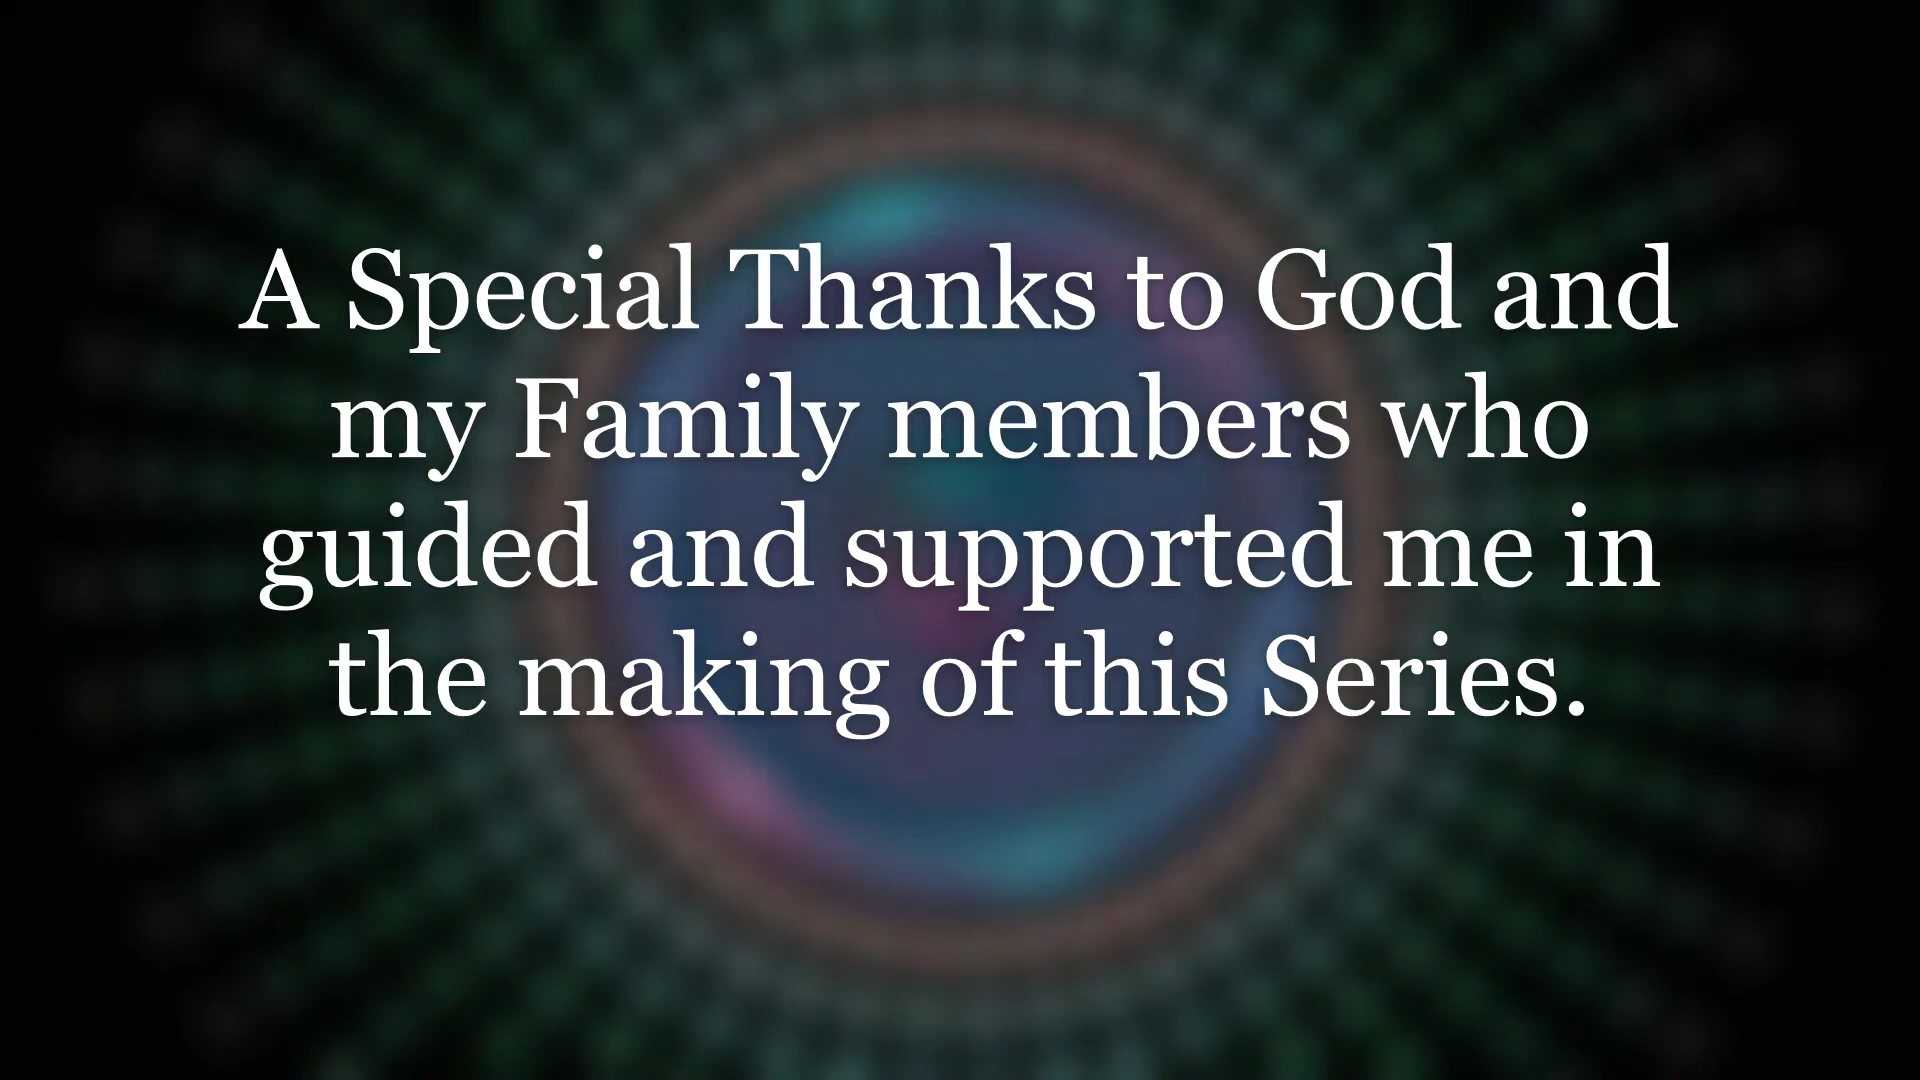 A Special Thanks to God and
my Family members who
guided and supported me in
the making of this Series.